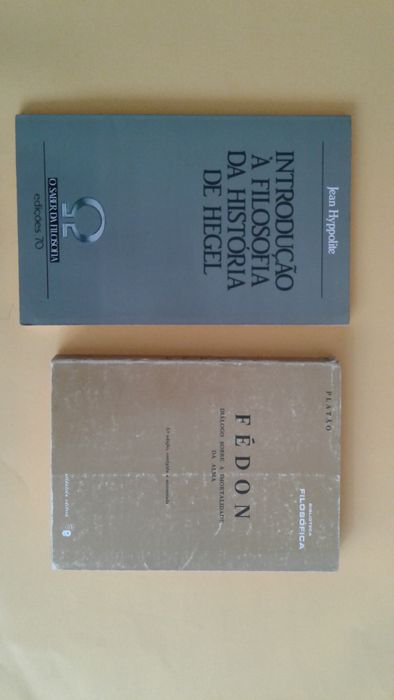 Jean Hyppolite
INTRODUÇÃO
À FILOSOFIA
DA HISTÓRIA
DE HEGEL
O SABER DA FILOSOFIA
edições 70
PLATÃO
BIBLIOTECA
FILOSÓFICA
FÉDON
DIÁLOGO SOBRE A IMORTALIDADE
DA ALMA